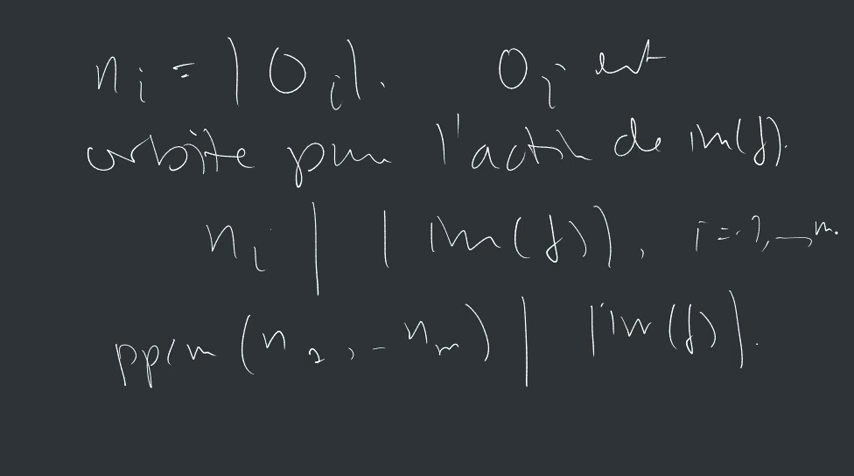 n_i = |O_i|. O_i est
orbite pour l'action de im(f).
n_i | |im(f)|, i=1,...,m.
ppcm(n_1,...n_m) | |im(f)|.